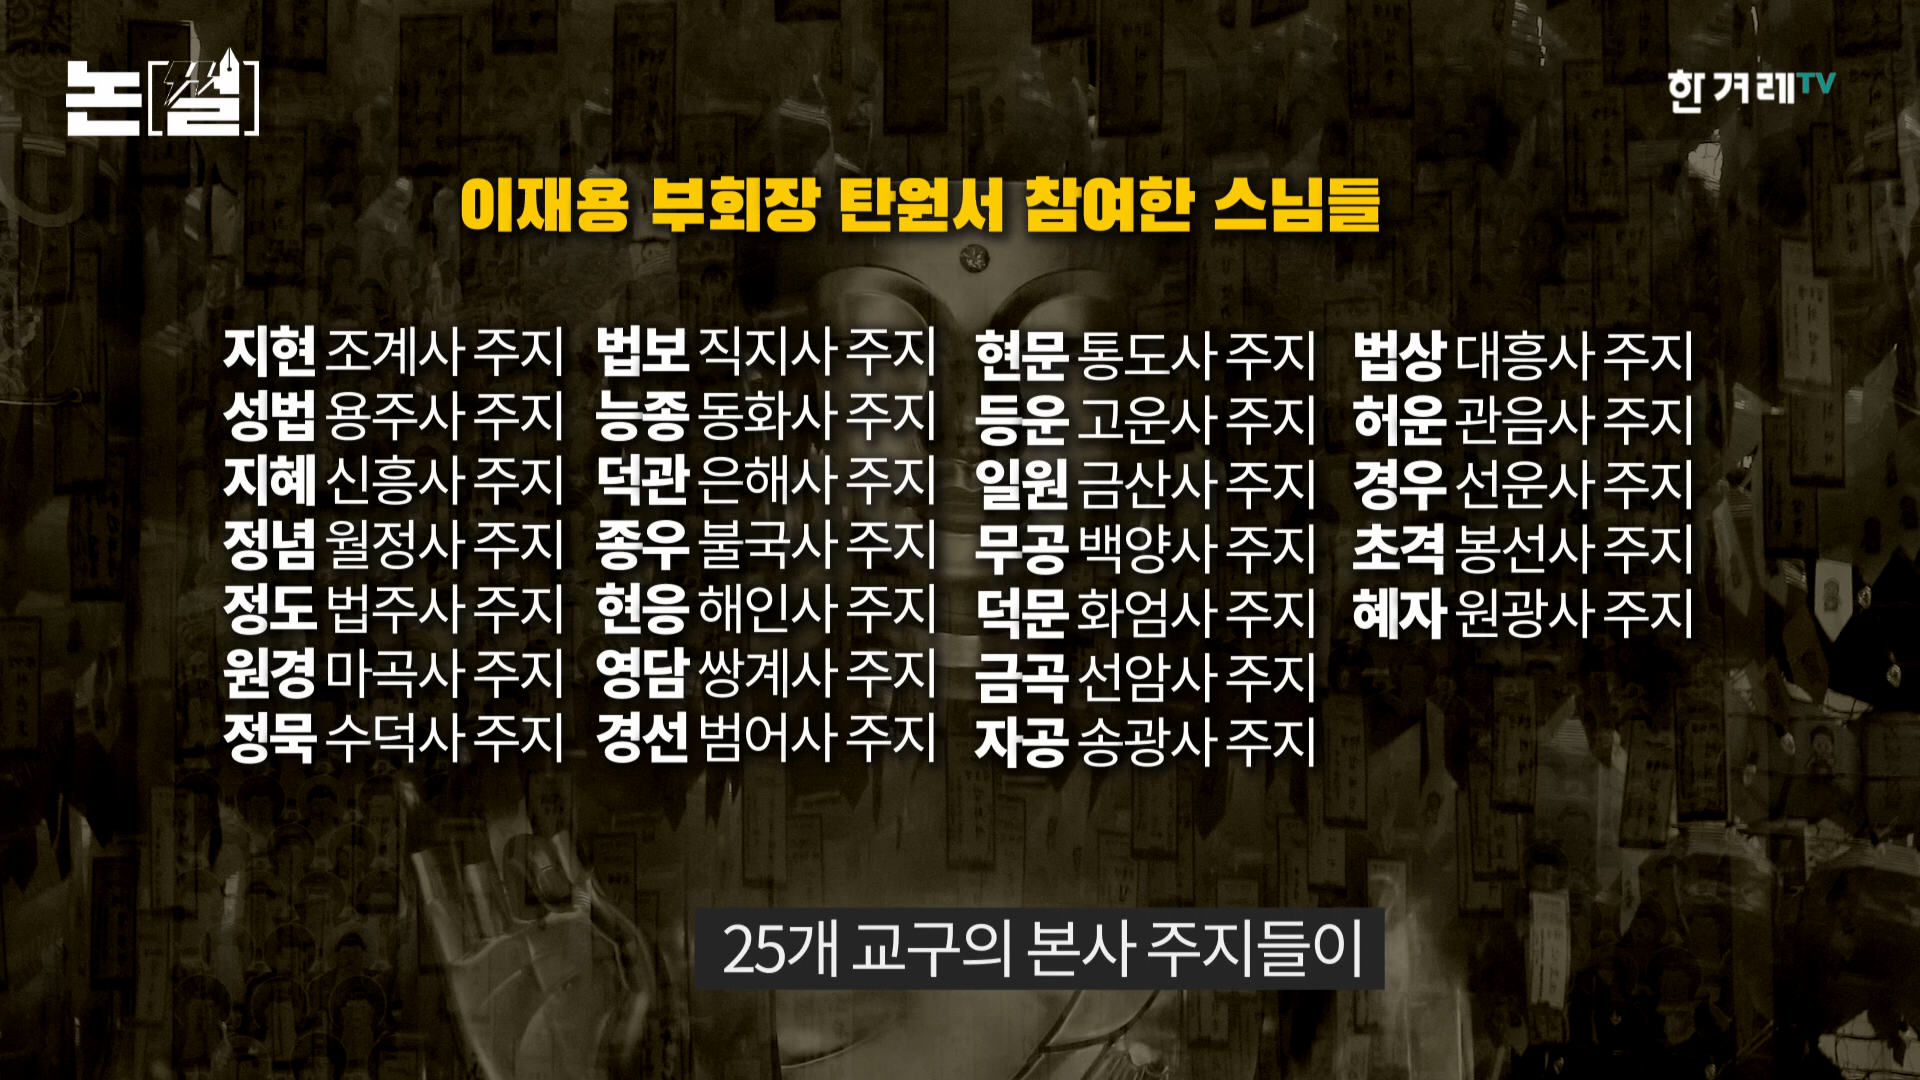 논[썰]
한겨레TV
이재용 부회장 탄원서 참여한 스님들
지현 조계사 주지
성법 용주사 주지
지혜 신흥사 주지
정념 월정사 주지
정도 법주사 주지
원경 마곡사 주지
정묵 수덕사 주지
법보 직지사 주지
능종 동화사 주지
덕관 은해사 주지
종우 불국사 주지
현응 해인사 주지
영담 쌍계사 주지
경선 범어사 주지
현문 통도사 주지
등운 고운사 주지
일원 금산사 주지
무공 백양사 주지
덕문 화엄사 주지
금곡 선암사 주지
자공 송광사 주지
법상 대흥사 주지
허운 관음사 주지
경우 선운사 주지
초격 봉선사 주지
혜자 원광사 주지
25개 교구의 본사 주지들이